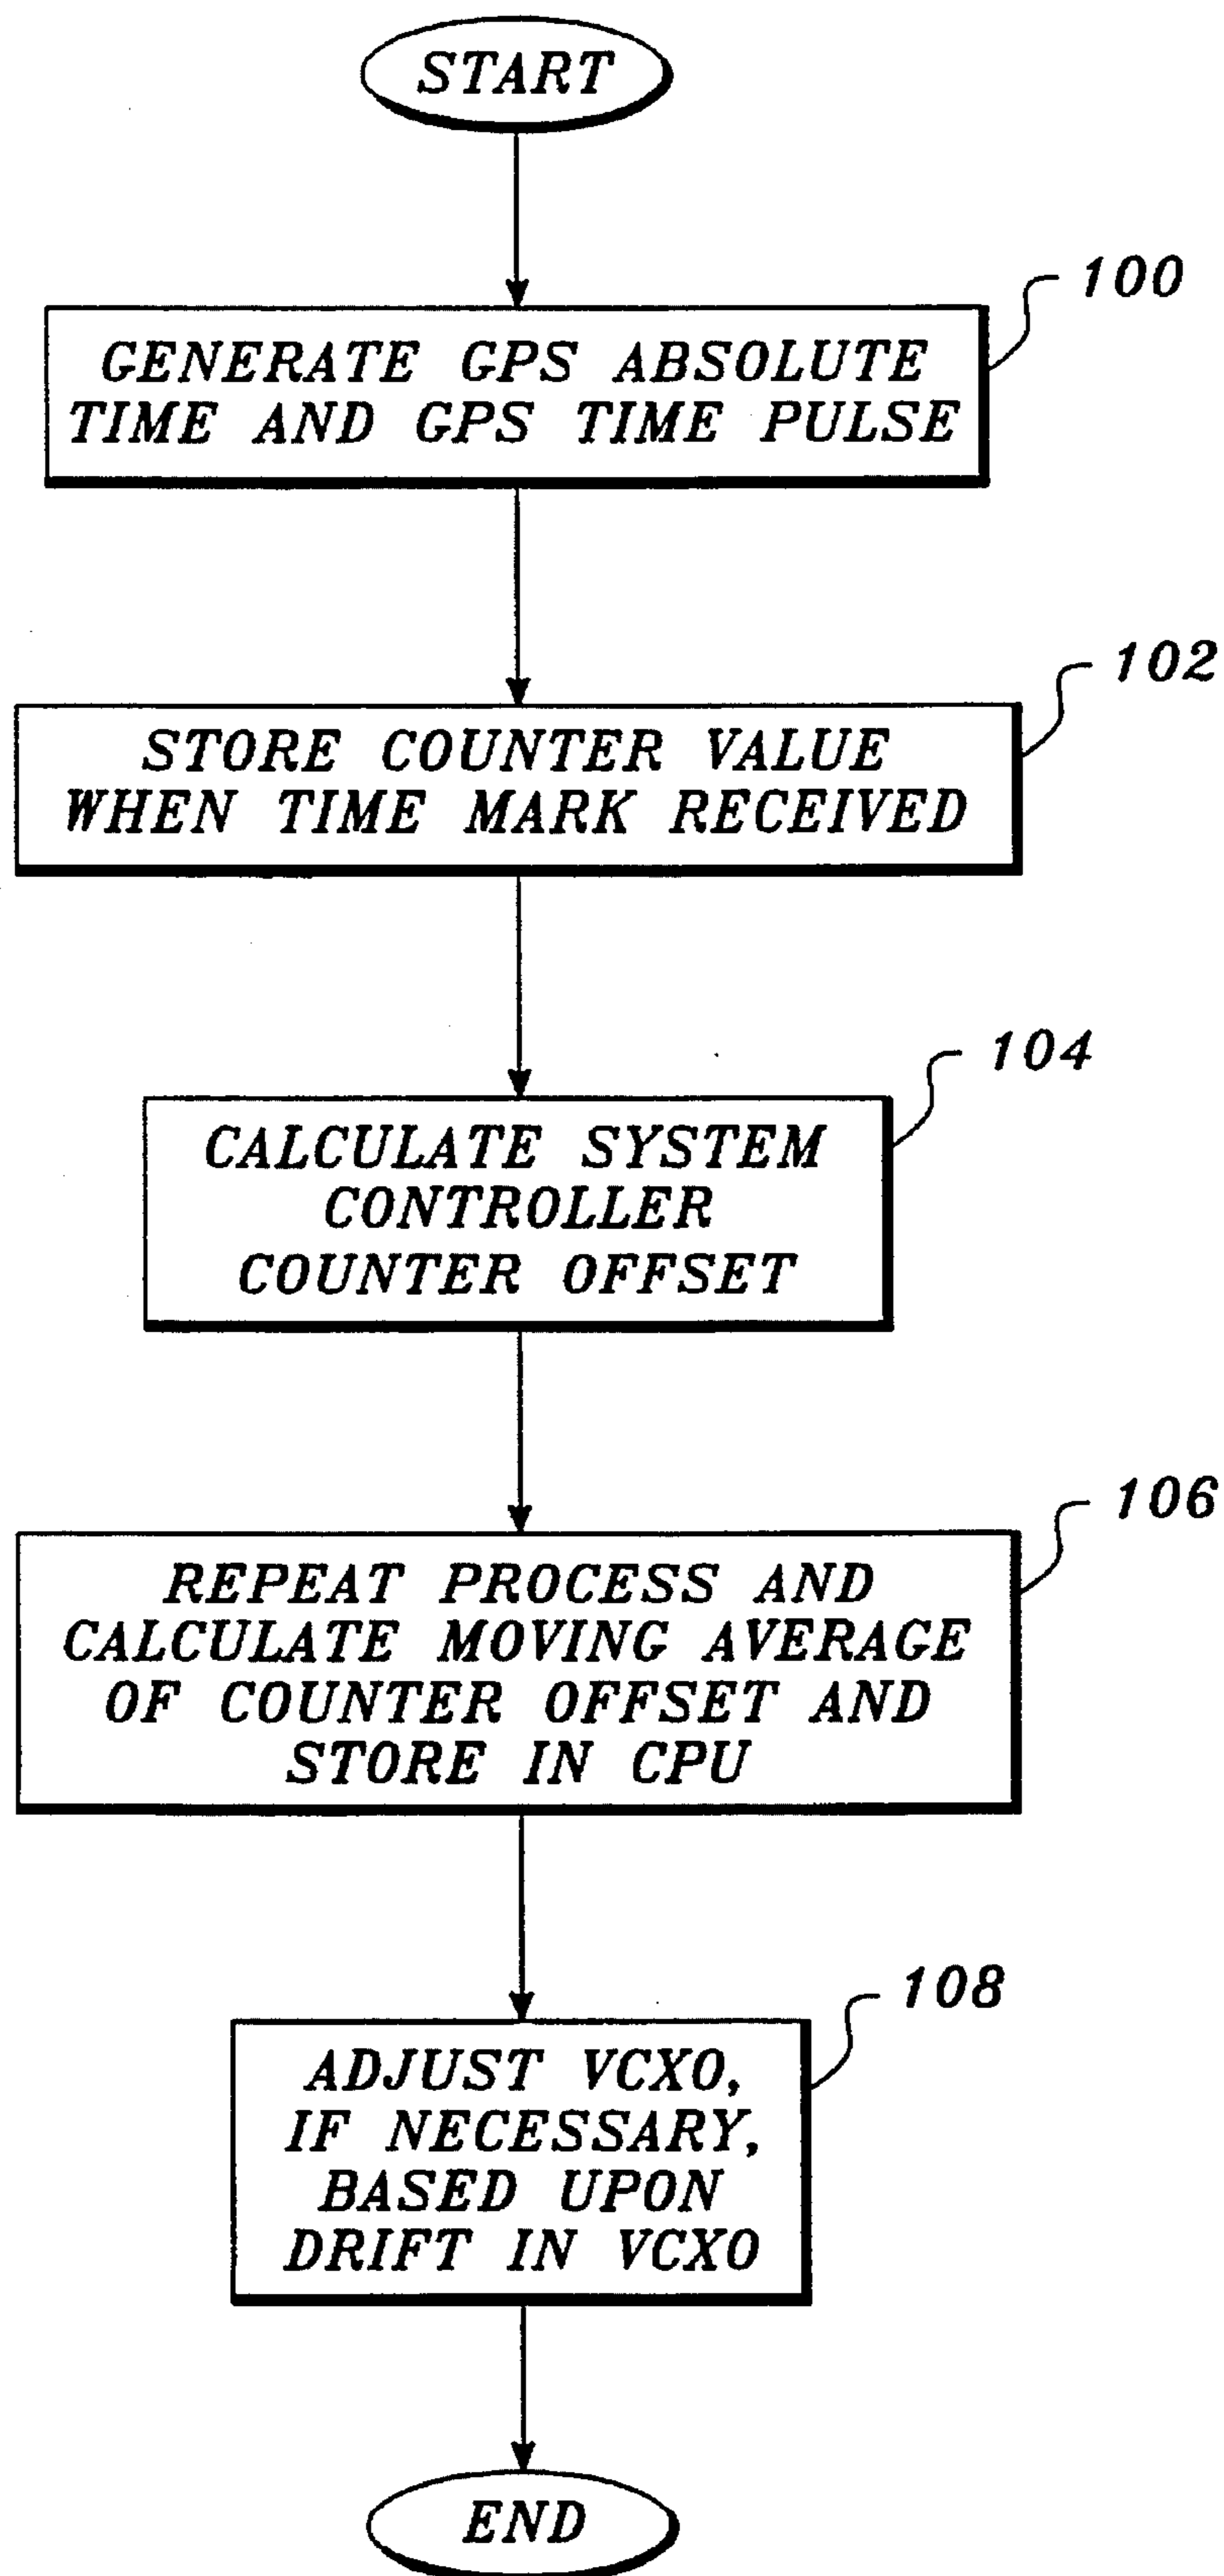 START
100
GENERATE GPS ABSOLUTE
TIME AND GPS TIME PULSE
102
STORE COUNTER VALUE
WHEN TIME MARK RECEIVED
104
CALCULATE SYSTEM
CONTROLLER
COUNTER OFFSET
106
REPEAT PROCESS AND
CALCULATE MOVING AVERAGE
OF COUNTER OFFSET AND
STORE IN CPU
108
ADJUST VCXO,
IF NECESSARY,
BASED UPON
DRIFT IN VCXO
END